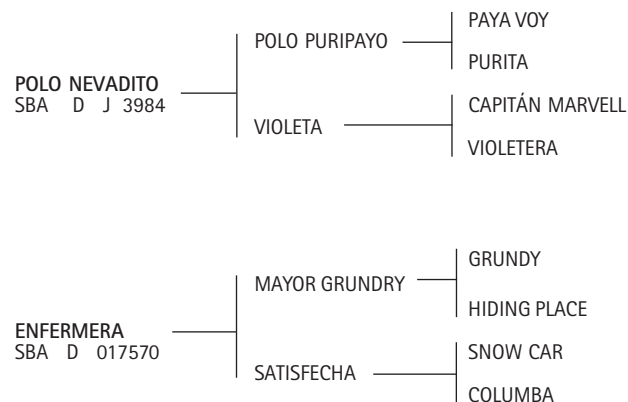 POLO NEVADITO
SBA D J 3984
POLO PURIPAYO
PAYA VOY
PURITA
VIOLETA
CAPITÁN MARVELL
VIOLETERA
ENFERMERA
SBA D 017570
MAYOR GRUNDRY
GRUNDY
HIDING PLACE
SATISFECHA
SNOW CAR
COLUMBA